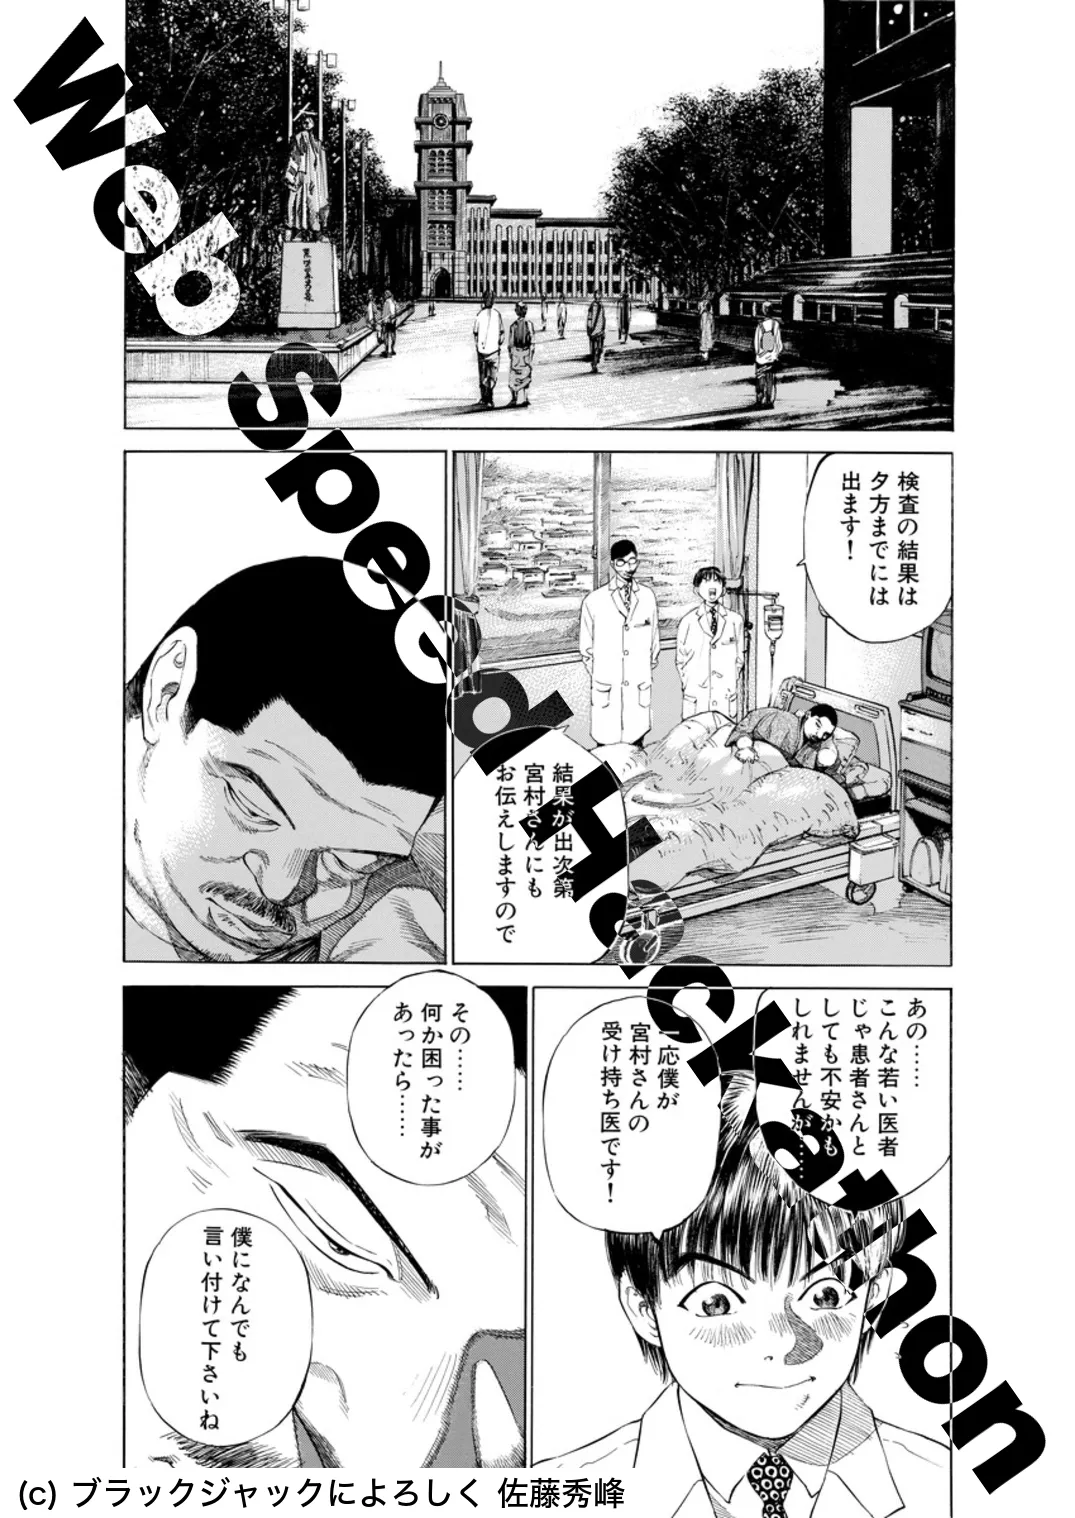 Web Speed Hackathon
検査の結果は
夕方までには
出ます！
結果が出次第
宮村さんにも
お伝えしますので
あの……
こんな若い医者
じゃ患者さんと
しても不安かも
しれませんが……
一応僕が
宮村さんの
受け持ち医です！
その……
何か困った事が
あったら……
僕になんでも
言い付けて下さいね
(c) ブラックジャックによろしく 佐藤秀峰